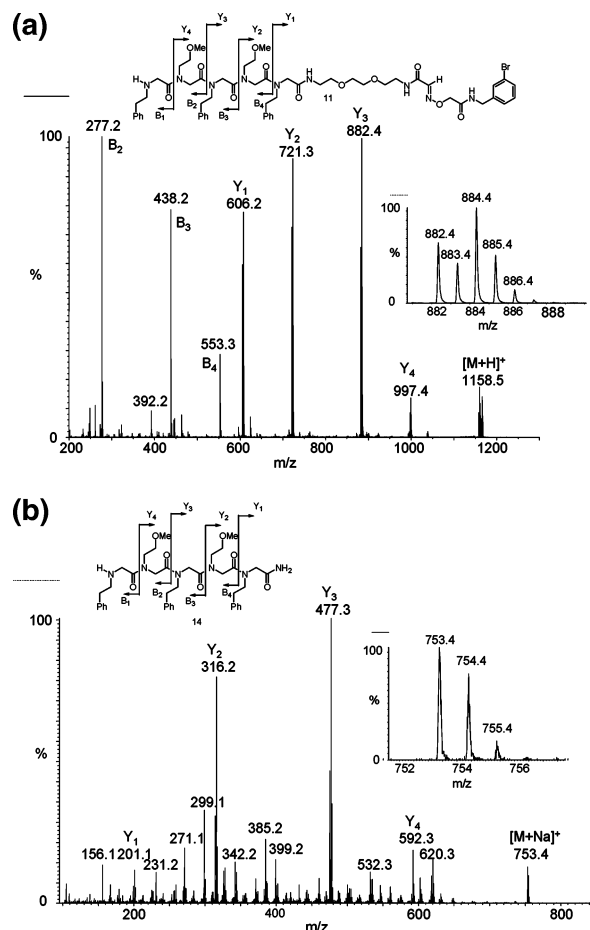 (a)
Y4 Y3 Y2 Y1
OMe OMe
H N O N O N O N O N O H N O O N H O H N O O N H Br
Ph Ph Ph
B1 B2 B3 B4
11
100
277.2
B2
438.2
B3
Y1
606.2
Y2
721.3
Y3
882.4
B4
553.3
392.2
Y4
997.4
[M+H]+
1158.5
%
0
200 400 600 800 1000 1200
m/z
100
884.4
882.4
883.4
885.4
886.4
%
0
882 884 886 888
m/z
(b)
Y4 Y3 Y2 Y1
OMe OMe
H N O N O N O N O N O NH2
Ph Ph Ph
B1 B2 B3 B4
14
100
Y3
477.3
Y2
316.2
299.1
Y1
156.1 201.1
231.2
271.1
342.2
385.2
399.2
532.3
Y4
592.3
620.3
[M+Na]+
753.4
%
0
200 400 600 800
m/z
100
753.4
754.4
755.4
%
0
752 754 756
m/z